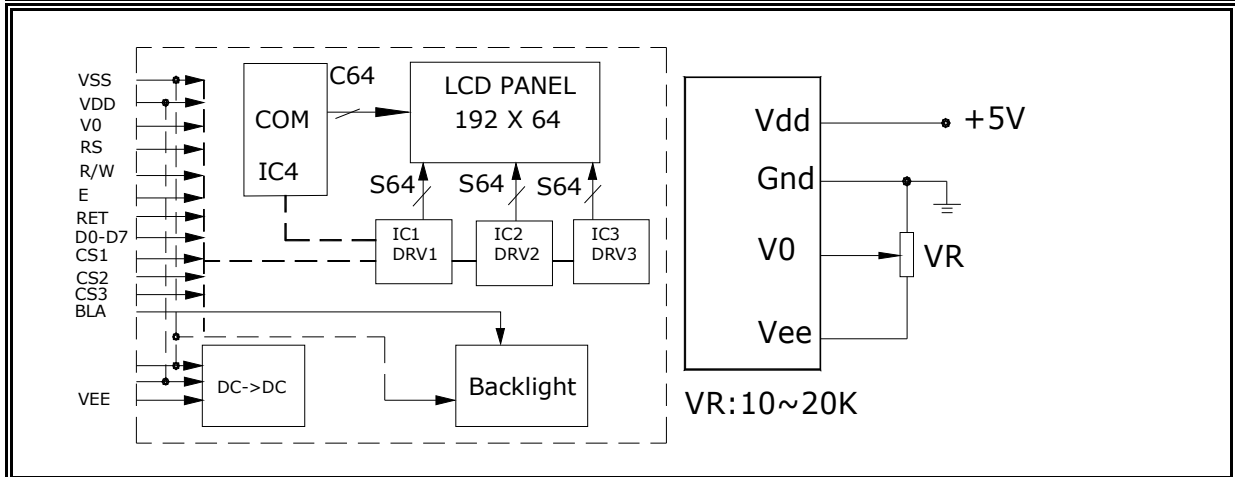 VSS
VDD
V0
RS
R/W
E
RET
D0-D7
CS1
CS2
CS3
BLA
VEE
COM
IC4
C64
LCD PANEL
192 X 64
S64
S64
S64
IC1
DRV1
IC2
DRV2
IC3
DRV3
DC->DC
Backlight
Vdd
+5V
Gnd
V0
VR
Vee
VR:10~20K